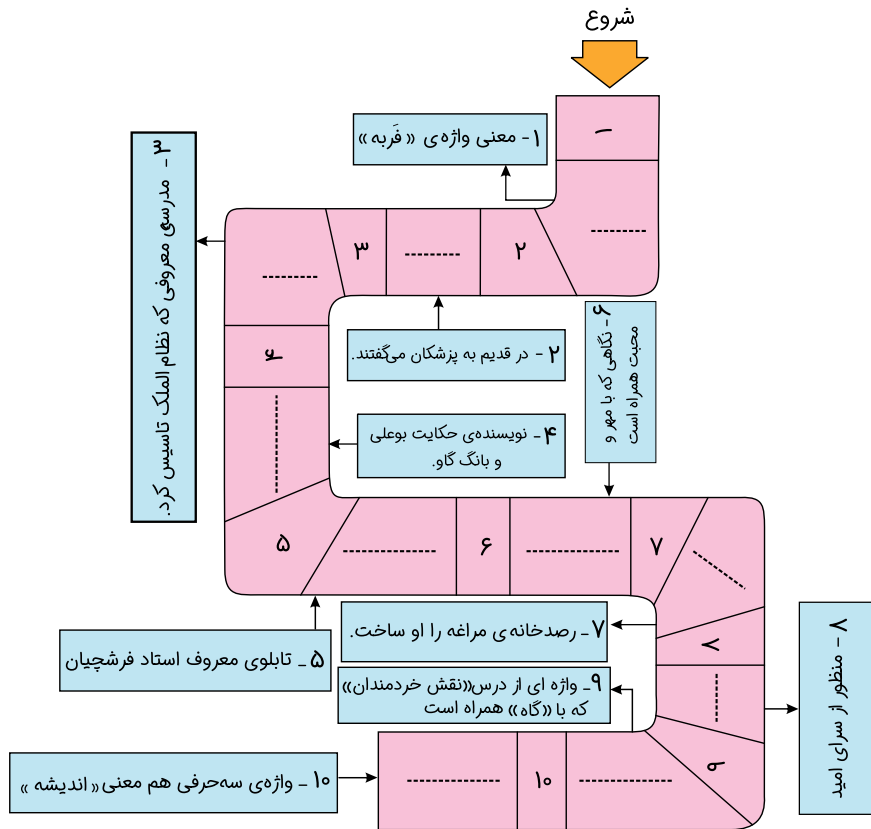 شروع
۱
۱- معنی واژه‌ی « فَربه »
۲
۳
۲ - در قدیم به پزشکان می‌گفتند.
۳ - مدرسه‌ی معروفی که نظام الملک تاسیس کرد.
۴
۴- نویسنده‌ی حکایت بوعلی
و بانگ گاو.
۵
۶
۷
۵ - تابلوی معروف استاد فرشچیان
۶- نگاهی که با مهر و
محبت همراه است
۷- رصدخانه‌ی مراغه را او ساخت.
۸
۸ - منظور از سرای امید
۹- واژه ای از درس«نقش خردمندان»
که با «گاه» همراه است
۹
۱۰
۱۰ - واژه‌ی سه‌حرفی هم معنی« اندیشه »